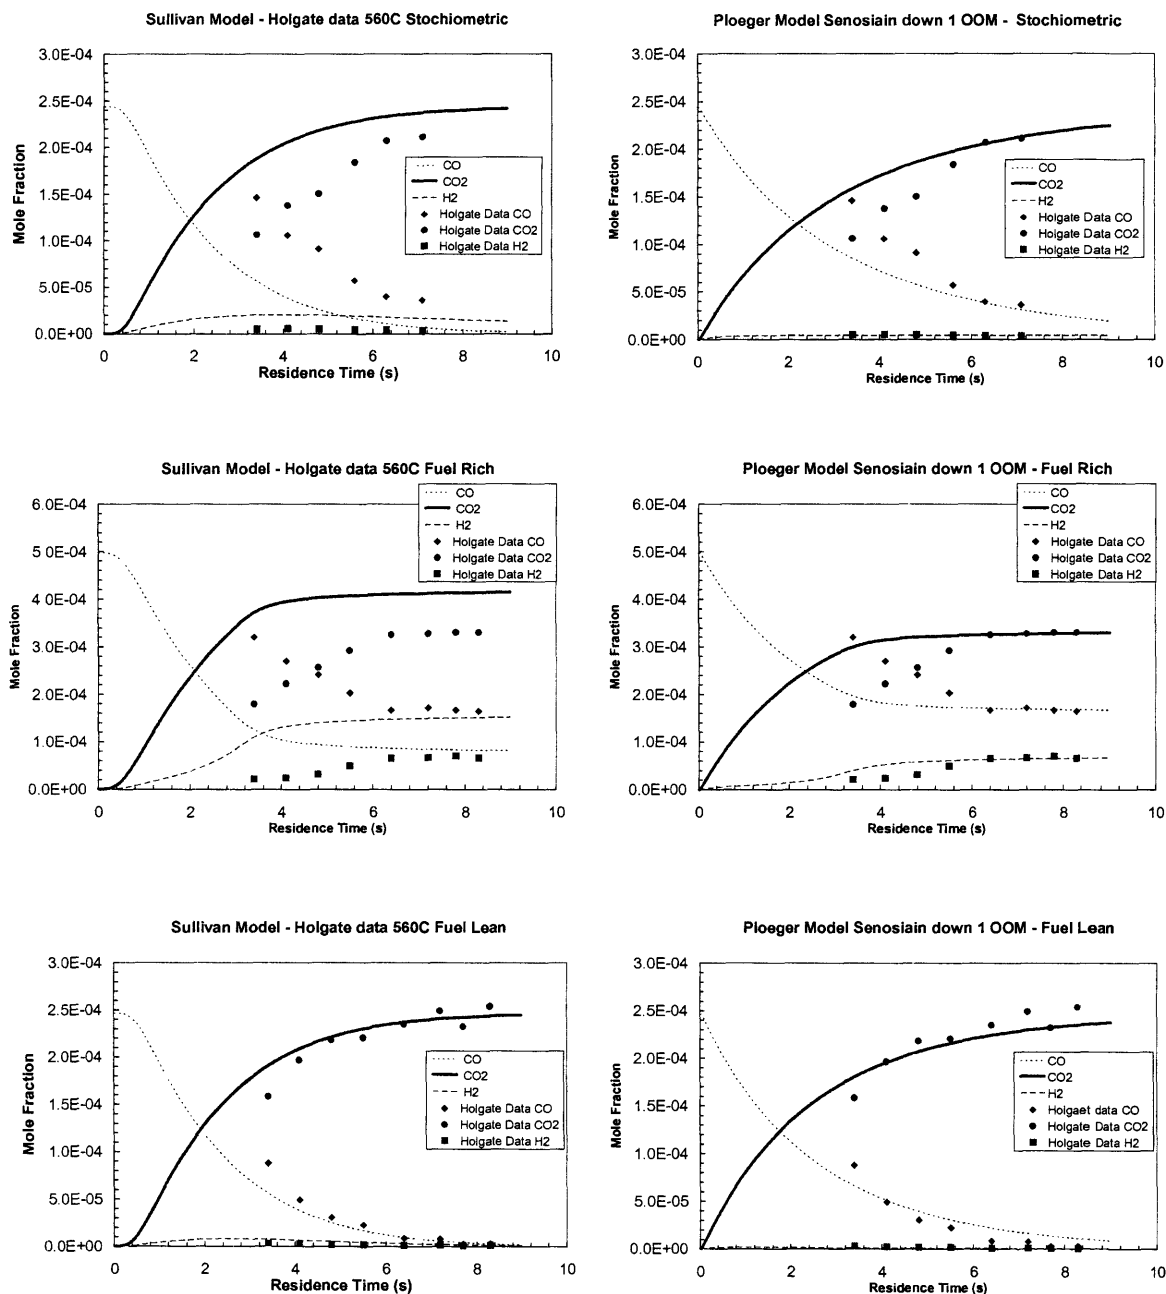 Sullivan Model - Holgate data 560C Stochiometric
3.0E-04
2.5E-04
2.0E-04
1.5E-04
1.0E-04
5.0E-05
0.0E+00
Mole Fraction
0 2 4 6 8 10
Residence Time (s)
CO
CO2
H2
Holgate Data CO
Holgate Data CO2
Holgate Data H2
Ploeger Model Senosiain down 1 OOM - Stochiometric
3.0E-04
2.5E-04
2.0E-04
1.5E-04
1.0E-04
5.0E-05
0.0E+00
Mole Fraction
0 2 4 6 8 10
Residence Time (s)
CO
CO2
H2
Holgate Data CO
Holgate Data CO2
Holgate Data H2
Sullivan Model - Holgate data 560C Fuel Rich
6.0E-04
5.0E-04
4.0E-04
3.0E-04
2.0E-04
1.0E-04
0.0E+00
Mole Fraction
0 2 4 6 8 10
Residence Time (s)
CO
CO2
H2
Holgate Data CO
Holgate Data CO2
Holgate Data H2
Ploeger Model Senosiain down 1 OOM - Fuel Rich
6.0E-04
5.0E-04
4.0E-04
3.0E-04
2.0E-04
1.0E-04
0.0E+00
Mole Fraction
0 2 4 6 8 10
Residence Time (s)
CO
CO2
H2
Holgate Data CO
Holgate Data CO2
Holgate Data H2
Sullivan Model - Holgate data 560C Fuel Lean
3.0E-04
2.5E-04
2.0E-04
1.5E-04
1.0E-04
5.0E-05
0.0E+00
Mole Fraction
0 2 4 6 8 10
Residence Time (s)
CO
CO2
H2
Holgate Data CO
Holgate Data CO2
Holgate Data H2
Ploeger Model Senosiain down 1 OOM - Fuel Lean
3.0E-04
2.5E-04
2.0E-04
1.5E-04
1.0E-04
5.0E-05
0.0E+00
Mole Fraction
0 2 4 6 8 10
Residence Time (s)
CO
CO2
H2
Holgaet data CO
Holgate Data CO2
Holgate Data H2